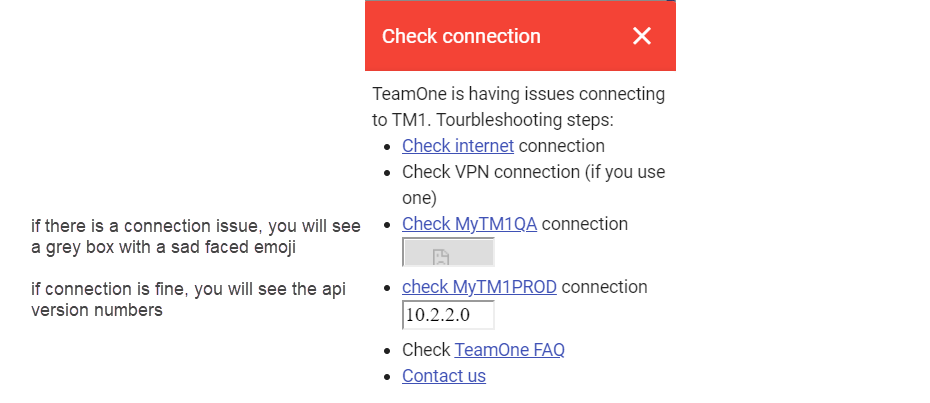 Check connection
TeamOne is having issues connecting
to TM1. Tourbleshooting steps:
Check internet connection
Check VPN connection (if you use
one)
if there is a connection issue, you will see
a grey box with a sad faced emoji
Check MyTM1QA connection
if connection is fine, you will see the api
version numbers
check MyTM1PROD connection
10.2.2.0
Check TeamOne FAQ
Contact us